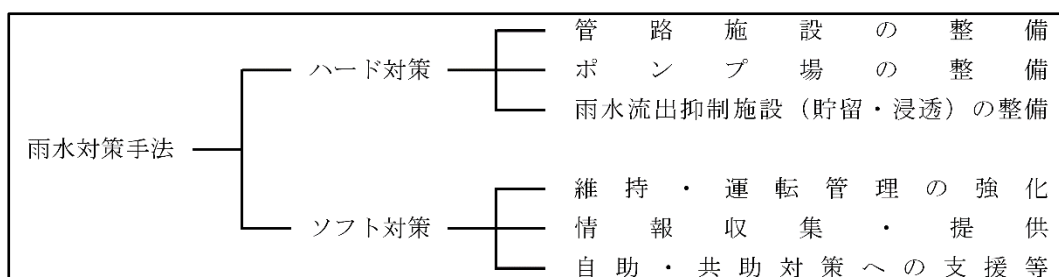 雨水対策手法
ハード対策
管路施設の整備
ポンプ場の整備
雨水流出抑制施設（貯留・浸透）の整備
ソフト対策
維持・運転管理の強化
情報収集・提供
自助・共助対策への支援等